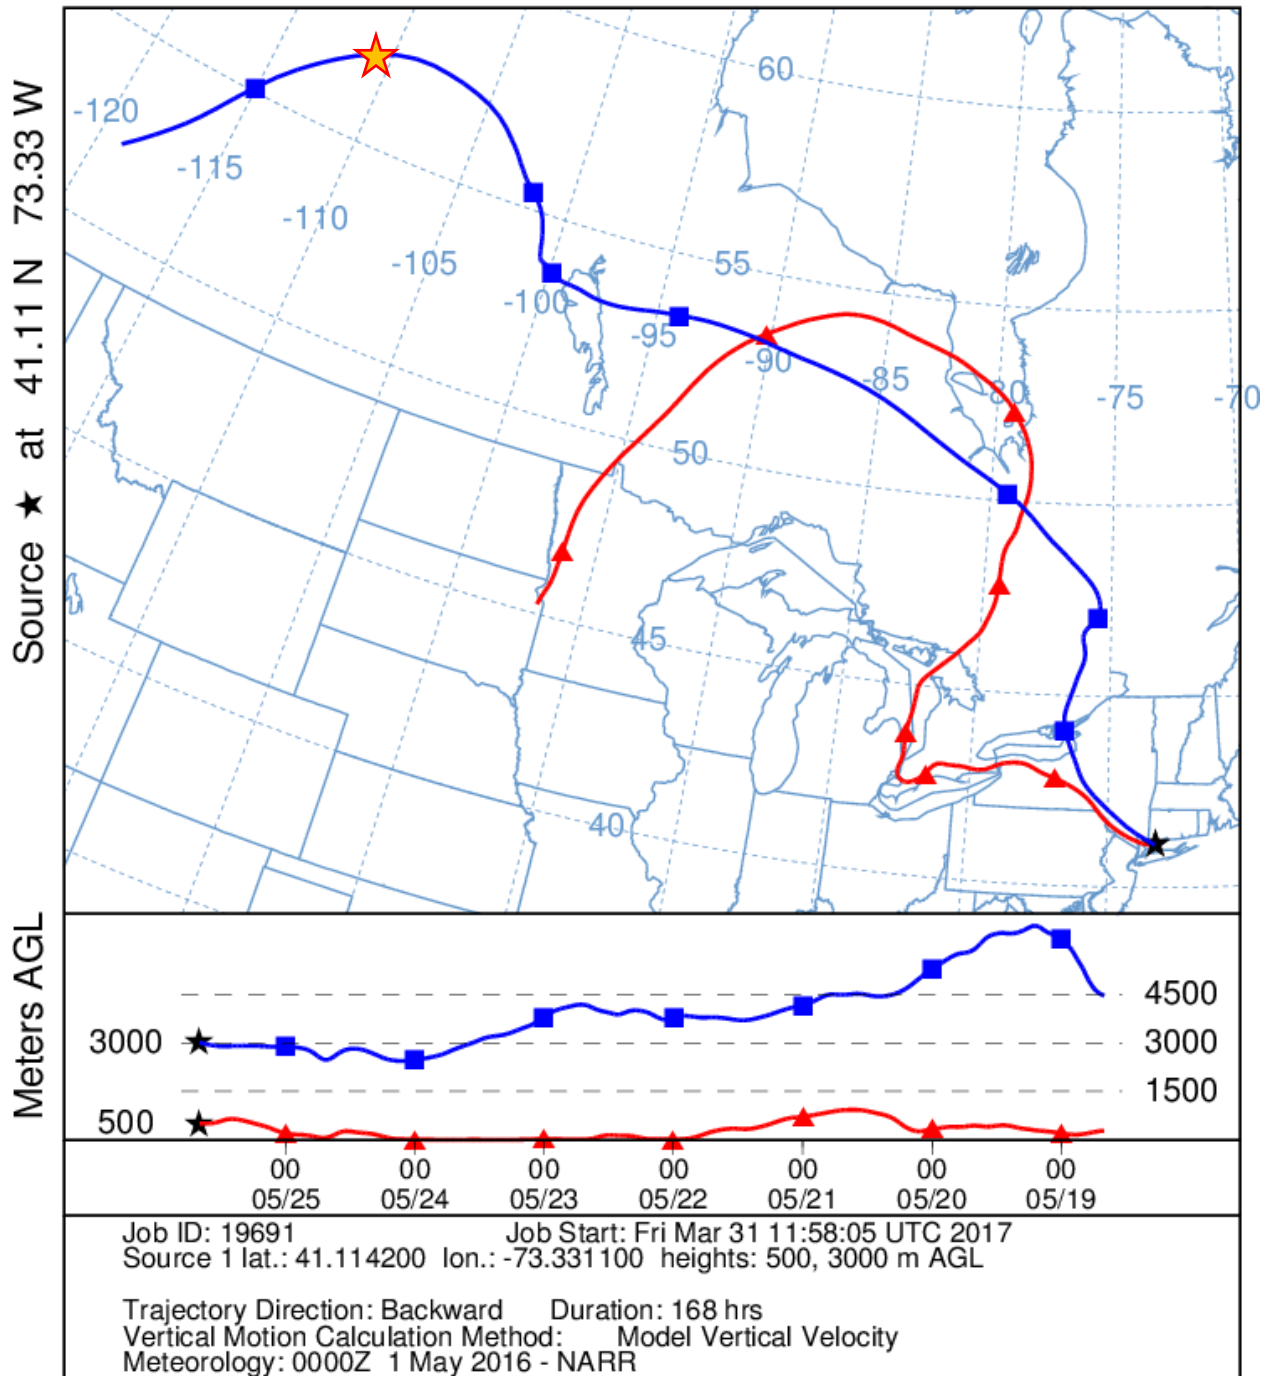 Source ★ at 41.11 N 73.33 W
60
-120
-115
-110
-105
55
-100
-95
-90
-85
-80
-75
-70
50
45
40
Meters AGL
4500
3000
3000
1500
500
00 00 00 00 00 00 00
05/25 05/24 05/23 05/22 05/21 05/20 05/19
Job ID: 19691 Job Start: Fri Mar 31 11:58:05 UTC 2017
Source 1 lat.: 41.114200 lon.: -73.331100 heights: 500, 3000 m AGL
Trajectory Direction: Backward Duration: 168 hrs
Vertical Motion Calculation Method: Model Vertical Velocity
Meteorology: 0000Z 1 May 2016 - NARR